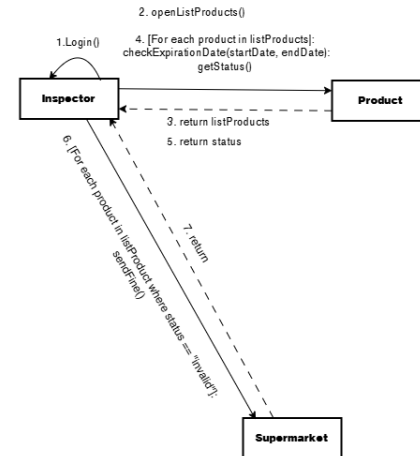 2. openListProducts()
1.Login()
4. [For each product in listProducts]:
checkExpirationDate(startDate, endDate):
getStatus()
Inspector
Product
3. return listProducts
5. return status
6. [For each product in listProduct where status == "invalid"]:
sendFine()
7. return
Supermarket